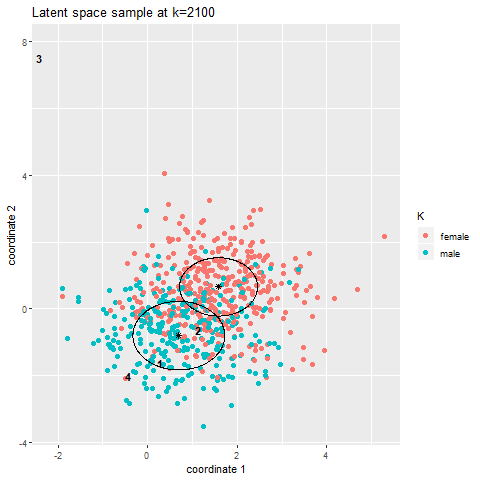 Latent space sample at k=2100
8
3
4
coordinate 2
0
-4
2
1
4
-2
0
2
4
coordinate 1
K
female
male